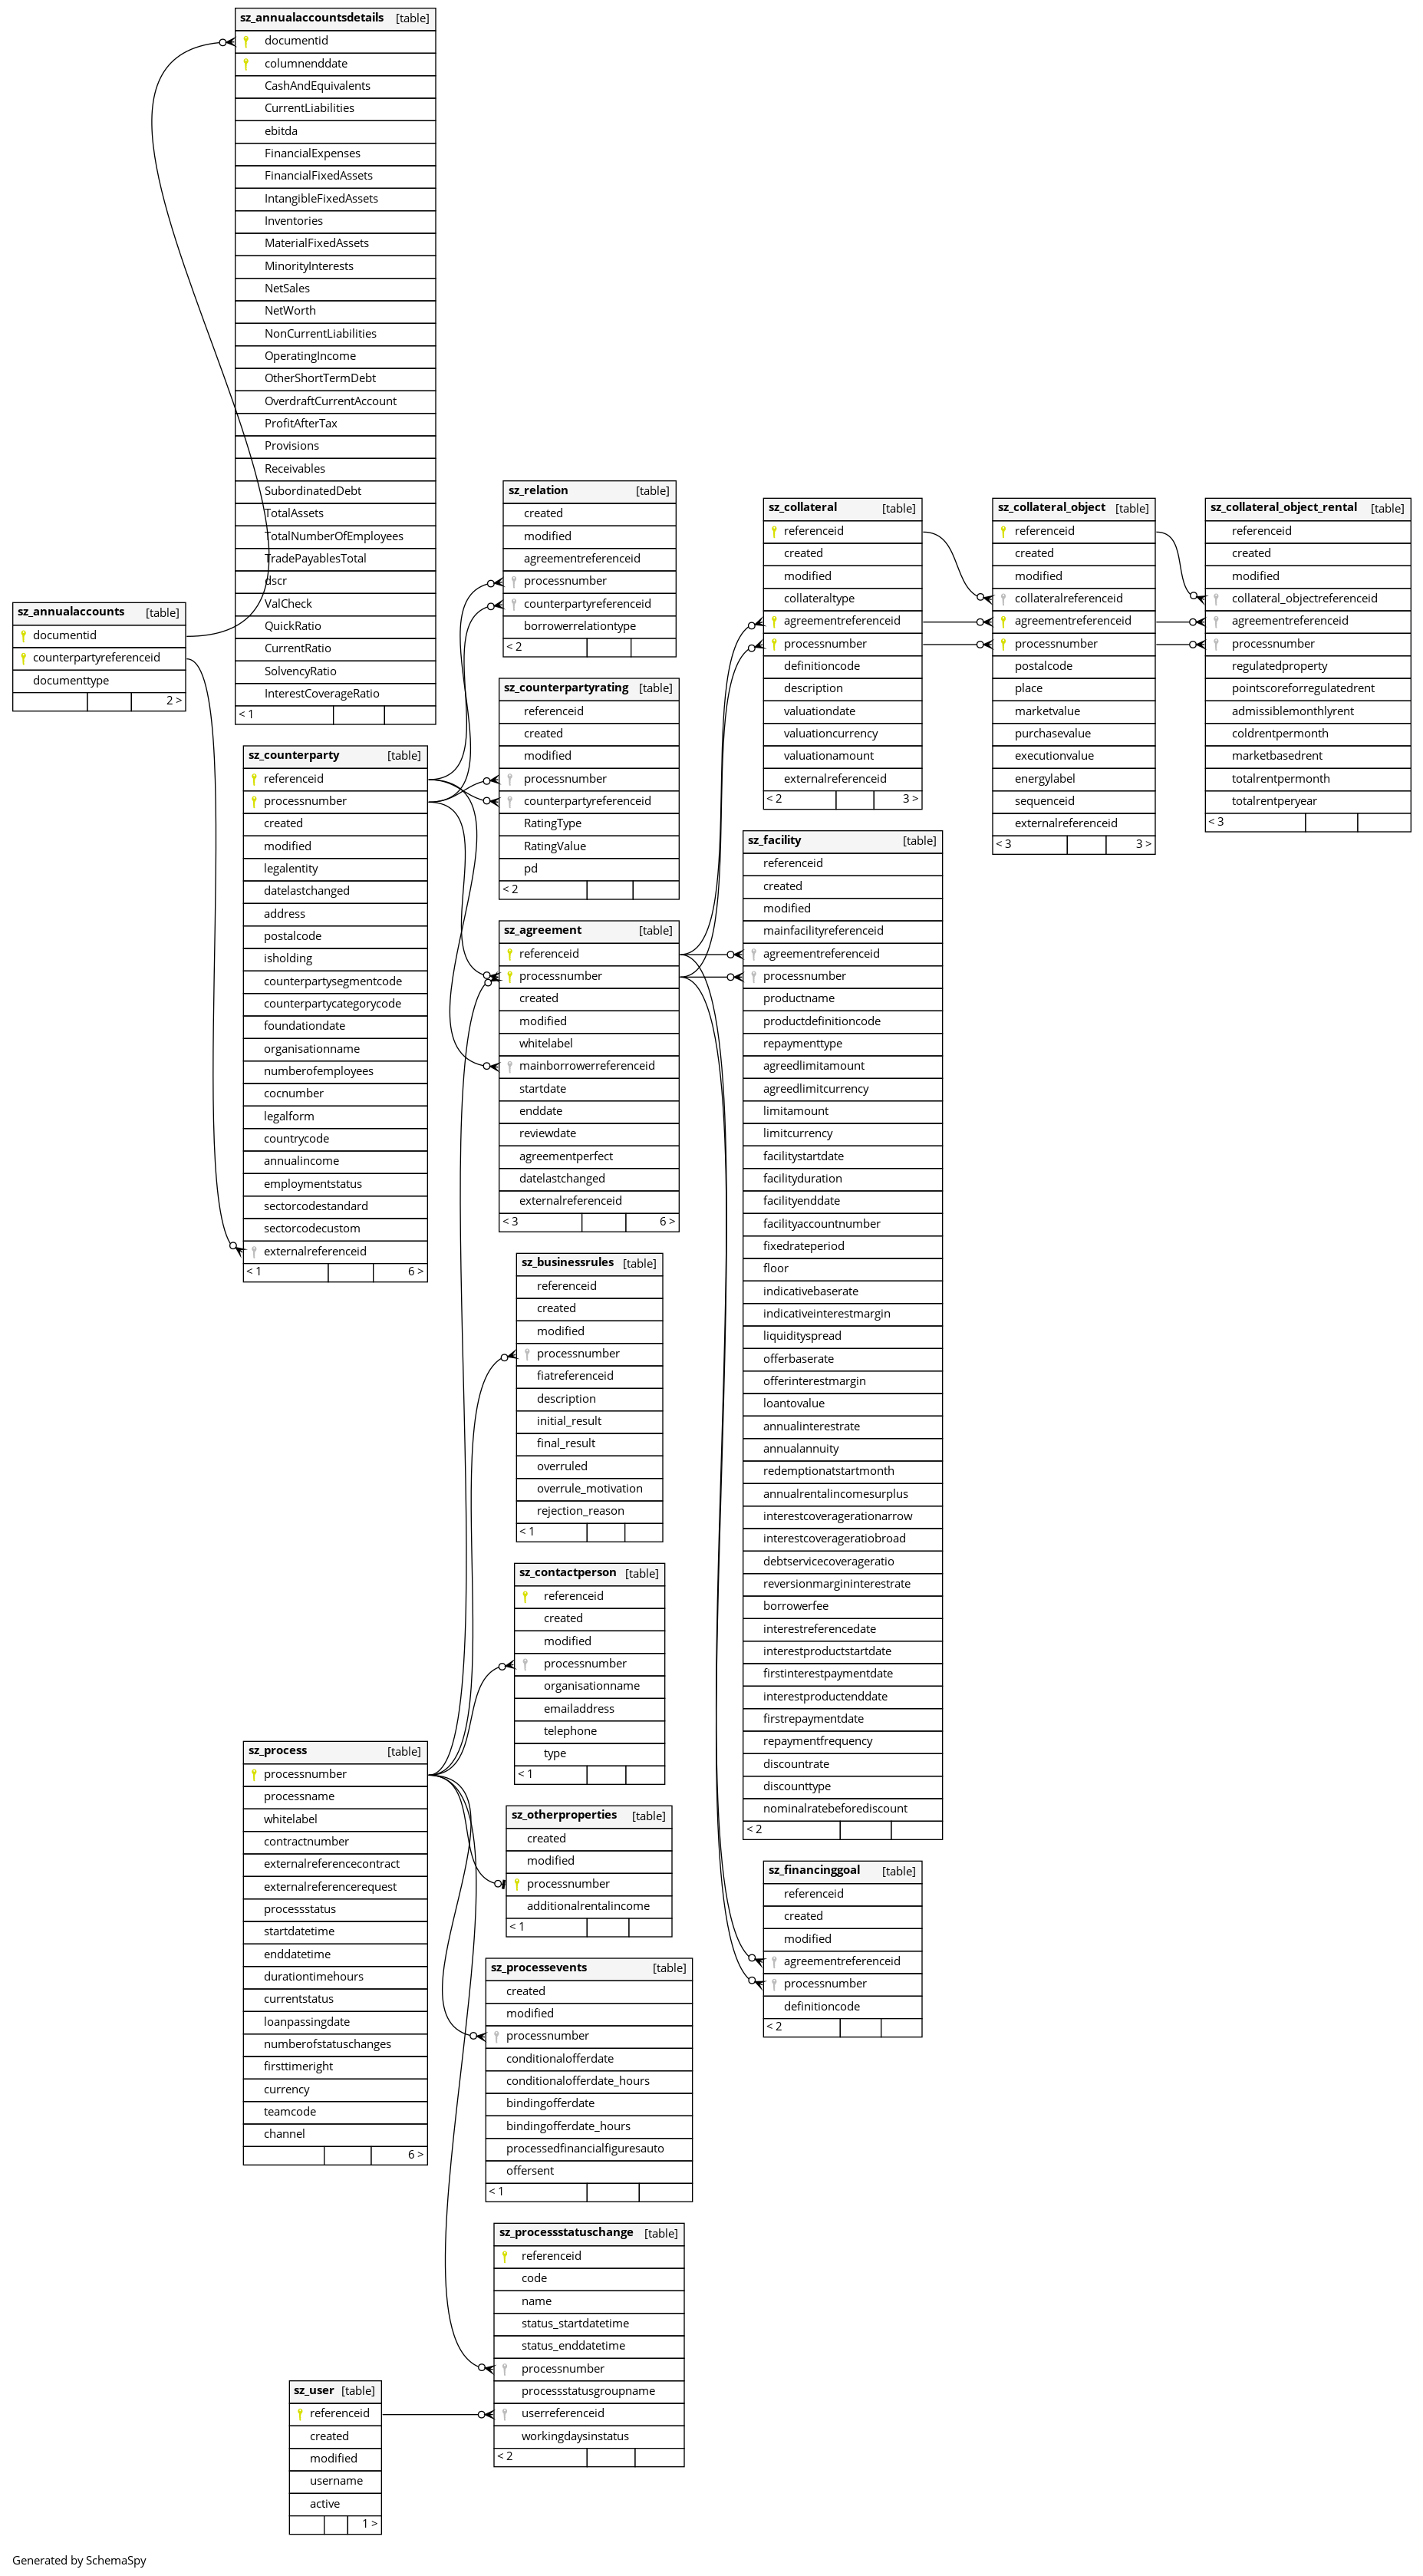 sz_annualaccountsdetails [table]
documentid
columnenddate
CashAndEquivalents
CurrentLiabilities
ebitda
FinancialExpenses
FinancialFixedAssets
IntangibleFixedAssets
Inventories
MaterialFixedAssets
MinorityInterests
NetSales
NetWorth
NonCurrentLiabilities
OperatingIncome
OtherShortTermDebt
OverdraftCurrentAccount
ProfitAfterTax
Provisions
Receivables
SubordinatedDebt
TotalAssets
TotalNumberOfEmployees
TradePayablesTotal
dscr
ValCheck
QuickRatio
CurrentRatio
SolvencyRatio
InterestCoverageRatio
< 1
sz_annualaccounts [table]
documentid
counterpartyreferenceid
documenttype
2 >
sz_counterparty [table]
referenceid
processnumber
created
modified
legalentity
datelastchanged
address
postalcode
isholding
counterpartysegmentcode
counterpartycategorycode
foundationdate
organisationname
numberofemployees
cocnumber
legalform
countrycode
annualincome
employmentstatus
sectorcodestandard
sectorcodecustom
externalreferenceid
< 1 6 >
sz_process [table]
processnumber
processname
whitelabel
contractnumber
externalreferencecontract
externalreferencerequest
processstatus
startdatetime
enddatetime
durationtimehours
currentstatus
loanpassingdate
numberofstatuschanges
firsttimeright
currency
teamcode
channel
6 >
sz_user [table]
referenceid
created
modified
username
active
1 >
sz_relation [table]
created
modified
agreementreferenceid
processnumber
counterpartyreferenceid
borrowerrelationtype
< 2
sz_counterpartyrating [table]
referenceid
created
modified
processnumber
counterpartyreferenceid
RatingType
RatingValue
pd
< 2
sz_agreement [table]
referenceid
processnumber
created
modified
whitelabel
mainborrowerreferenceid
startdate
enddate
reviewdate
agreementperfect
datelastchanged
externalreferenceid
< 3 6 >
sz_businessrules [table]
referenceid
created
modified
processnumber
fiatreferenceid
description
initial_result
final_result
overruled
overrule_motivation
rejection_reason
< 1
sz_contactperson [table]
referenceid
created
modified
processnumber
organisationname
emailaddress
telephone
type
< 1
sz_otherproperties [table]
created
modified
processnumber
additionalrentalincome
< 1
sz_processevents [table]
created
modified
processnumber
conditionalofferdate
conditionalofferdate_hours
bindingofferdate
bindingofferdate_hours
processedfinancialfiguresauto
offersent
< 1
sz_processstatuschange [table]
referenceid
code
name
status_startdatetime
status_enddatetime
processnumber
processstatusgroupname
userreferenceid
workingdaysinstatus
< 2
sz_collateral [table]
referenceid
created
modified
collateraltype
agreementreferenceid
processnumber
definitioncode
description
valuationdate
valuationcurrency
valuationamount
externalreferenceid
< 2 3 >
sz_facility [table]
referenceid
created
modified
mainfacilityreferenceid
agreementreferenceid
processnumber
productname
productdefinitioncode
repaymenttype
agreedlimitamount
agreedlimitcurrency
limitamount
limitcurrency
facilitystartdate
facilityduration
facilityenddate
facilityaccountnumber
fixedrateperiod
floor
indicativebaserate
indicativeinterestmargin
liquidityspread
offerbaserate
offerinterestmargin
loantovalue
annualinterestrate
annualannuity
redemptionatstartmonth
annualrentalincomesurplus
interestcoveragerationarrow
interestcoverageratiobroad
debtservicecoverageratio
reversionmargininterestrate
borrowerfee
interestreferencedate
interestproductstartdate
firstinterestpaymentdate
interestproductenddate
firstrepaymentdate
repaymentfrequency
discountrate
discounttype
nominalratebeforediscount
< 2
sz_financinggoal [table]
referenceid
created
modified
agreementreferenceid
processnumber
definitioncode
< 2
sz_collateral_object [table]
referenceid
created
modified
collateralreferenceid
agreementreferenceid
processnumber
postalcode
place
marketvalue
purchasevalue
executionvalue
energylabel
sequenceid
externalreferenceid
< 3 3 >
sz_collateral_object_rental [table]
referenceid
created
modified
collateral_objectreferenceid
agreementreferenceid
processnumber
regulatedproperty
pointscoreforregulatedrent
admissiblemonthlyrent
coldrentpermonth
marketbasedrent
totalrentpermonth
totalrentperyear
< 3
Generated by SchemaSpy